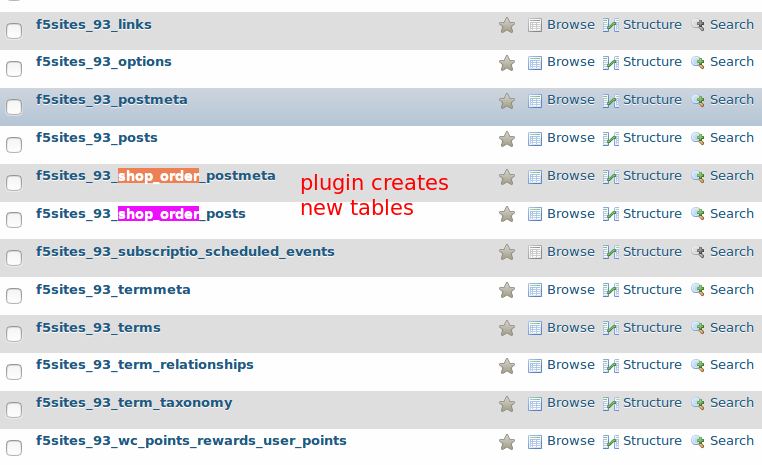 f5sites_93_links Browse Structure Search
f5sites_93_options Browse Structure Search
f5sites_93_postmeta Browse Structure Search
f5sites_93_posts Browse Structure Search
f5sites_93_shop_order_postmeta Browse Structure Search
plugin creates
new tables
f5sites_93_shop_order_posts Browse Structure Search
f5sites_93_subscriptio_scheduled_events Browse Structure Search
f5sites_93_termmeta Browse Structure Search
f5sites_93_terms Browse Structure Search
f5sites_93_term_relationships Browse Structure Search
f5sites_93_term_taxonomy Browse Structure Search
f5sites_93_wc_points_rewards_user_points Browse Structure Search